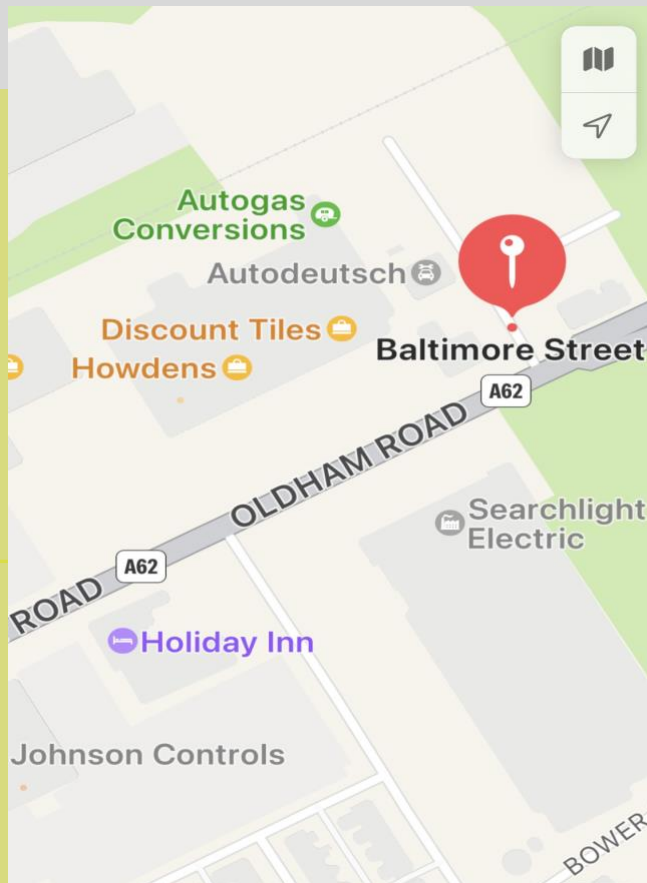 Autogas
Conversions
Autodeutsch
Discount Tiles
Howdens
Baltimore Street
A62
OLDHAM ROAD
Searchlight
Electric
A62
ROAD
Holiday Inn
Johnson Controls
BOWER